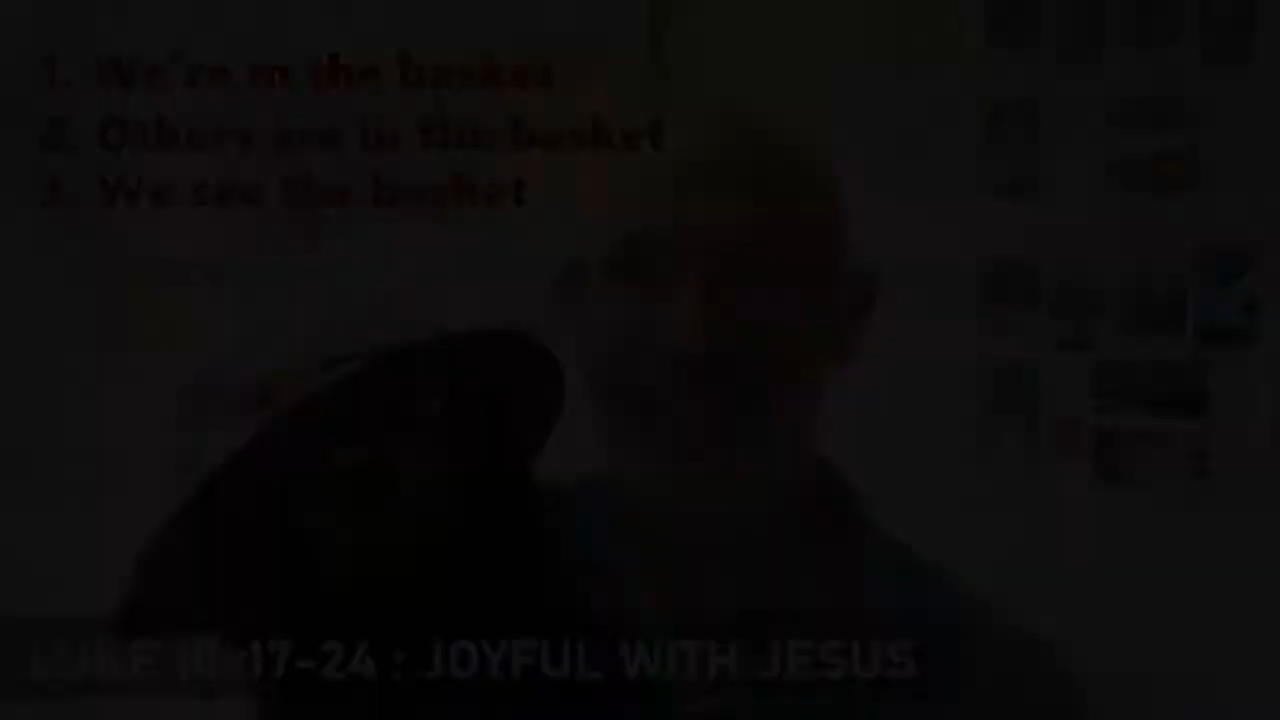 1. We're in the basket
2. Others are in the basket
3. We see the basket
LUKE 10:17-24 : JOYFUL WITH JESUS